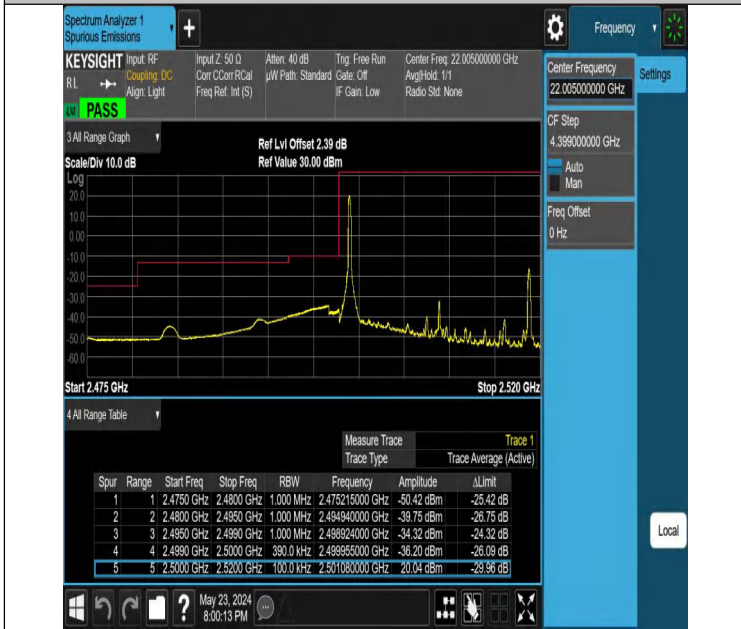 Spectrum Analyzer 1
Spurious Emissions
+
Frequency
KEYSIGHT
RL
PASS
Input: RF
Coupling: DC
Align: Light
Input Z: 50 Ω
Corr CCorr RCal
Freq Ref: Int (S)
Atten: 40 dB
µW Path: Standard
Trig: Free Run
Gate: Off
IF Gain: Low
Center Freq: 22.005000000 GHz
Avg|Hold: 1/1
Radio Std: None
Center Frequency
22.005000000 GHz
Settings
CF Step
4.399000000 GHz
Auto
Man
Freq Offset
0 Hz
3 All Range Graph
Scale/Div 10.0 dB
Ref Lvl Offset 2.39 dB
Ref Value 30.00 dBm
Log
20.0
10.0
0.00
-10.0
-20.0
-30.0
-40.0
-50.0
-60.0
Start 2.475 GHz Stop 2.520 GHz
4 All Range Table
Measure Trace Trace 1
Trace Type Trace Average (Active)
Spur Range Start Freq Stop Freq RBW Frequency Amplitude ΔLimit
1 1 2.4750 GHz 2.4800 GHz 1.000 MHz 2.475215000 GHz -50.42 dBm -25.42 dB
2 2 2.4800 GHz 2.4950 GHz 1.000 MHz 2.494940000 GHz -39.75 dBm -26.75 dB
3 3 2.4950 GHz 2.4990 GHz 1.000 MHz 2.498924000 GHz -34.32 dBm -24.32 dB
4 4 2.4990 GHz 2.5000 GHz 390.0 kHz 2.499955000 GHz -36.20 dBm -26.09 dB
5 5 2.5000 GHz 2.5200 GHz 100.0 kHz 2.501080000 GHz 20.04 dBm -29.96 dB
Local
?
May 23, 2024
8:00:13 PM